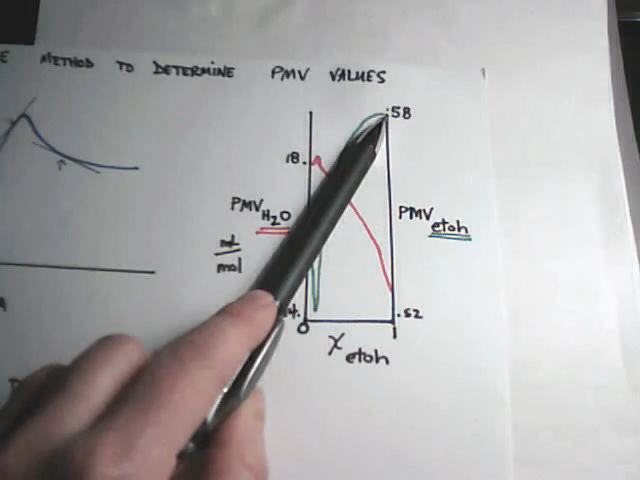 E METHOD TO DETERMINE PMV VALUES
58
18.
PMV H2O
PMV etoh
mL
mol
.52
0
X etoh